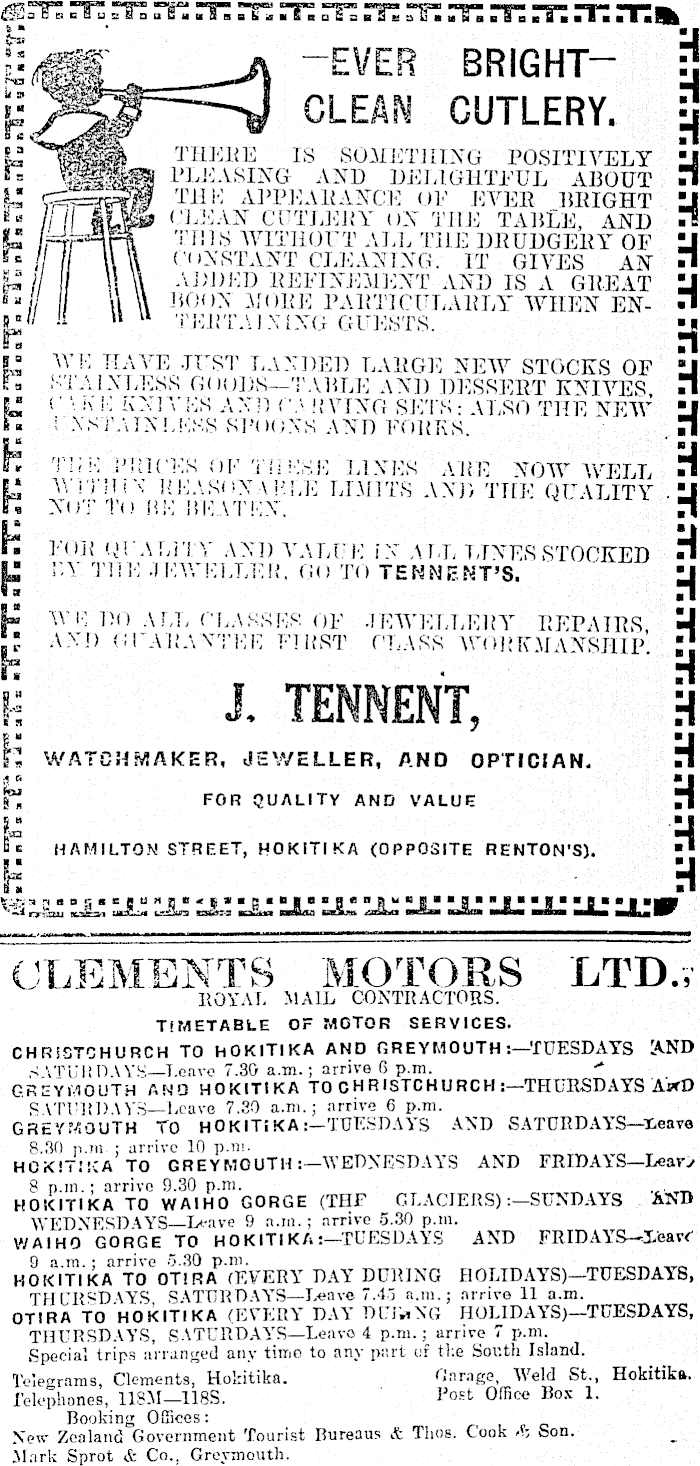 —EVER BRIGHT—
CLEAN CUTLERY.
THERE IS SOMETHING POSITIVELY
PLEASING AND DELIGHTFUL ABOUT
THE APPEARANCE OF EVER BRIGHT
CLEAN CUTLERY ON THE TABLE, AND
THIS WITHOUT ALL THE DRUDGERY OF
CONSTANT CLEANING. IT GIVES AN
ADDED REFINEMENT AND IS A GREAT
BOON MORE PARTICULARLY WHEN EN-
TERTAINING GUESTS.
WE HAVE JUST LANDED LARGE NEW STOCKS OF
STAINLESS GOODS—TABLE AND DESSERT KNIVES,
CAKE KNIVES AND CARVING SETS: ALSO THE NEW
UNSTAINLESS SPOONS AND FORKS.
THE PRICES OF THESE LINES ARE NOW WELL
WITHIN REASONABLE LIMITS AND THE QUALITY
NOT TO BE BEATEN.
FOR QUALITY AND VALUE IN ALL LINES STOCKED
BY THE JEWELLER, GO TO TENNENT'S.
WE DO ALL CLASSES OF JEWELLERY REPAIRS,
AND GUARANTEE FIRST CLASS WORKMANSHIP.
J. TENNENT,
WATCHMAKER, JEWELLER, AND OPTICIAN.
FOR QUALITY AND VALUE
HAMILTON STREET, HOKITIKA (OPPOSITE RENTON'S).
CLEMENTS MOTORS LTD.,
ROYAL MAIL CONTRACTORS.
TIMETABLE OF MOTOR SERVICES.
CHRISTCHURCH TO HOKITIKA AND GREYMOUTH:—TUESDAYS AND
SATURDAYS—Leave 7.30 a.m.; arrive 6 p.m.
GREYMOUTH AND HOKITIKA TO CHRISTCHURCH:—THURSDAYS AND
SATURDAYS—Leave 7.30 a.m.; arrive 6 p.m.
GREYMOUTH TO HOKITIKA:—TUESDAYS AND SATURDAYS—Leave
8.30 p.m.; arrive 10 p.m.
HOKITIKA TO GREYMOUTH:—WEDNESDAYS AND FRIDAYS—Leave
8 p.m.; arrive 9.30 p.m.
HOKITIKA TO WAIHO GORGE (THE GLACIERS):—SUNDAYS AND
WEDNESDAYS—Leave 9 a.m.; arrive 5.30 p.m.
WAIHO GORGE TO HOKITIKA:—TUESDAYS AND FRIDAYS—Leave
9 a.m.; arrive 5.30 p.m.
HOKITIKA TO OTIRA (EVERY DAY DURING HOLIDAYS)—TUESDAYS,
THURSDAYS, SATURDAYS—Leave 7.45 a.m.; arrive 11 a.m.
OTIRA TO HOKITIKA (EVERY DAY DURING HOLIDAYS)—TUESDAYS,
THURSDAYS, SATURDAYS—Leave 4 p.m.; arrive 7 p.m.
Special trips arranged any time to any part of the South Island.
Telegrams, Clements, Hokitika. Garage, Weld St., Hokitika.
Telephones, 118M—118S. Post Office Box 1.
Booking Offices:
New Zealand Government Tourist Bureaus & Thos. Cook & Son.
Mark Sprot & Co., Greymouth.